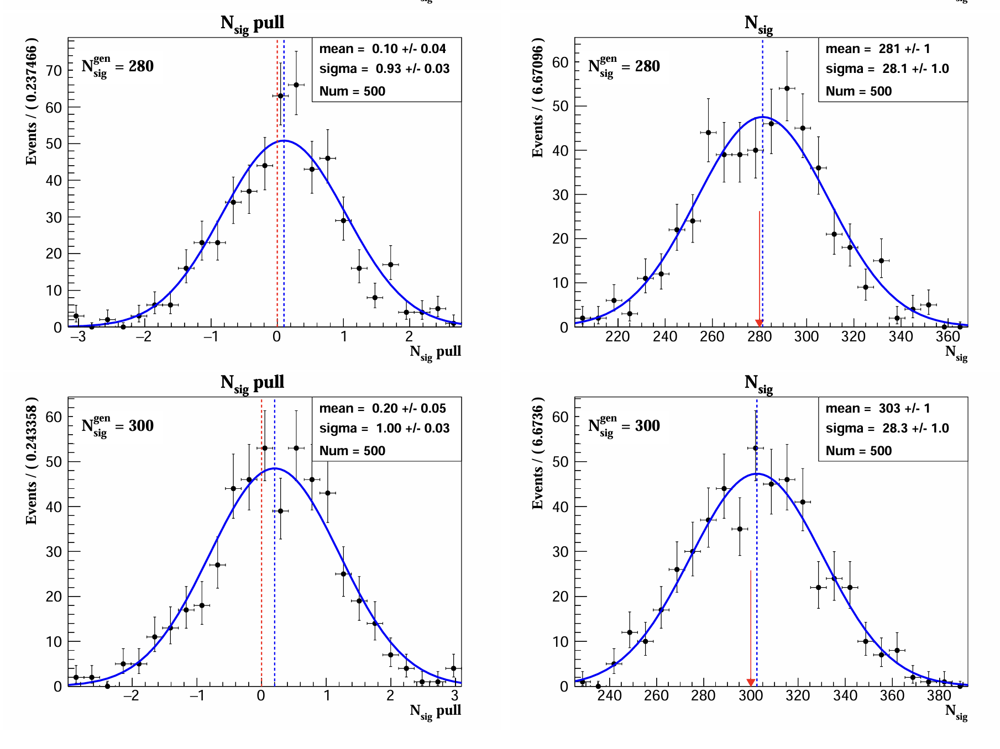 sig
sig
N_sig pull
Events / ( 0.237466 )
N_sig^gen = 280
mean = 0.10 +/- 0.04
sigma = 0.93 +/- 0.03
Num = 500
70
60
50
40
30
20
10
0
−3 −2 −1 0 1 2
N_sig pull
N_sig
Events / ( 6.67096 )
N_sig^gen = 280
mean = 281 +/- 1
sigma = 28.1 +/- 1.0
Num = 500
60
50
40
30
20
10
0
220 240 260 280 300 320 340 360
N_sig
N_sig pull
Events / ( 0.243358 )
N_sig^gen = 300
mean = 0.20 +/- 0.05
sigma = 1.00 +/- 0.03
Num = 500
60
50
40
30
20
10
0
−2 −1 0 1 2 3
N_sig pull
N_sig
Events / ( 6.6736 )
N_sig^gen = 300
mean = 303 +/- 1
sigma = 28.3 +/- 1.0
Num = 500
60
50
40
30
20
10
0
240 260 280 300 320 340 360 380
N_sig